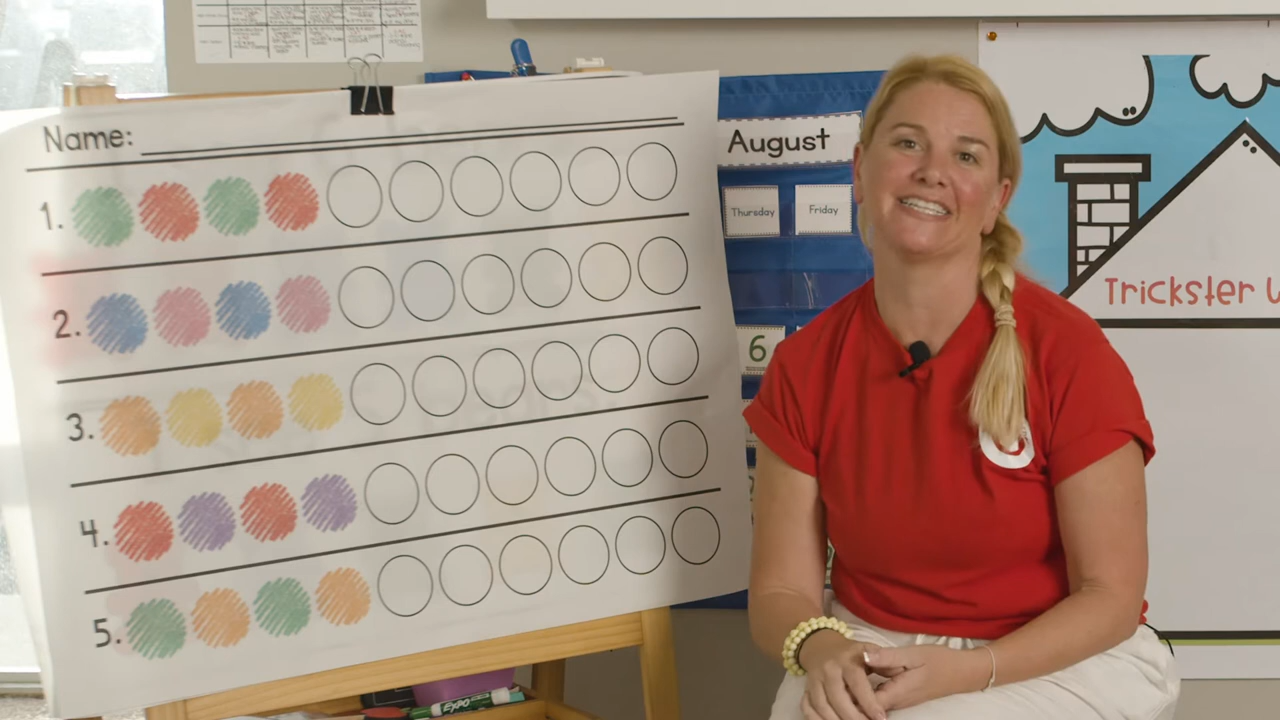 Name:
1.
2.
3.
4.
5.
August
Thursday Friday
6
Trickster
EXPO